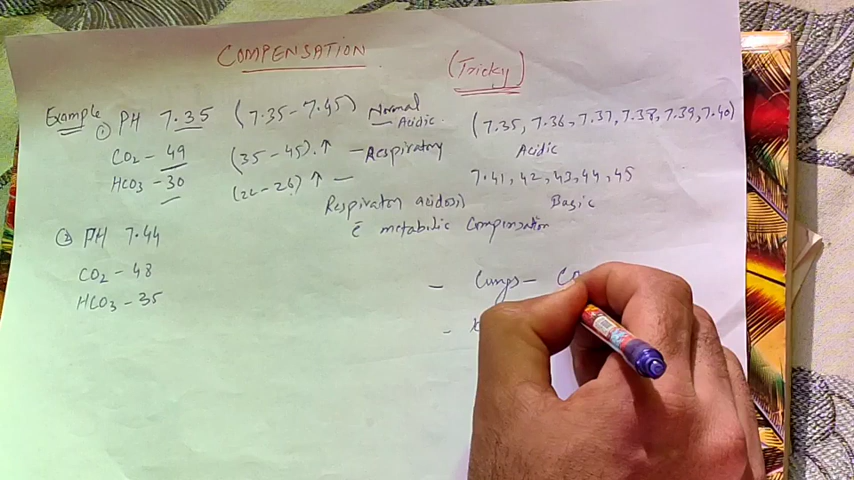 COMPENSATION
(Tricky)
Example ① PH 7.35 (7.35-7.45) Normal Acidic. (7.35, 7.36, 7.37, 7.38, 7.39, 7.40)
CO2 - 49 (35-45).↑ - Respiratory Acidic
HCO3 - 30 (22-26) ↑ - 7.41, 42, 43, 44, 45
Respiratory acidosis Basic
c̄ metabolic Compensation
② PH 7.44
CO2 - 48
HCO3 - 35
- Lungs - CO
-